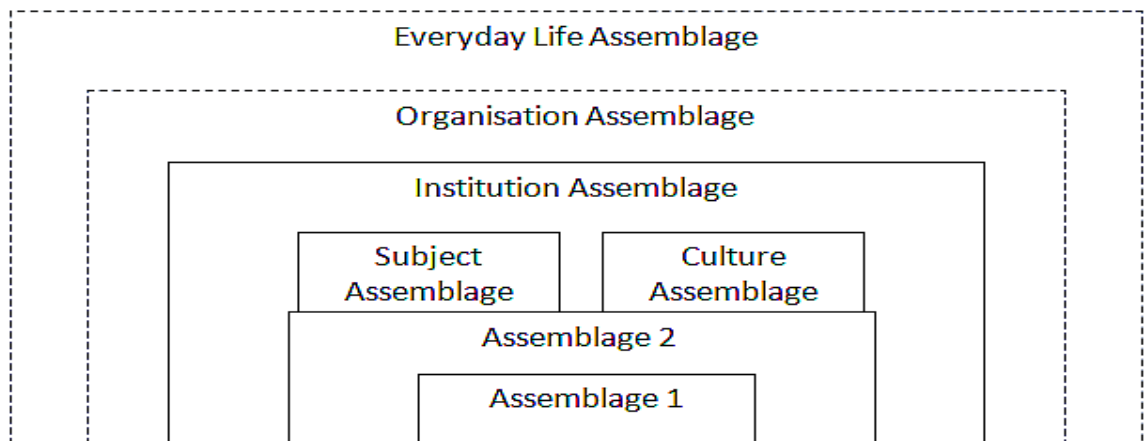 Everyday Life Assemblage
Organisation Assemblage
Institution Assemblage
Subject
Assemblage
Culture
Assemblage
Assemblage 2
Assemblage 1